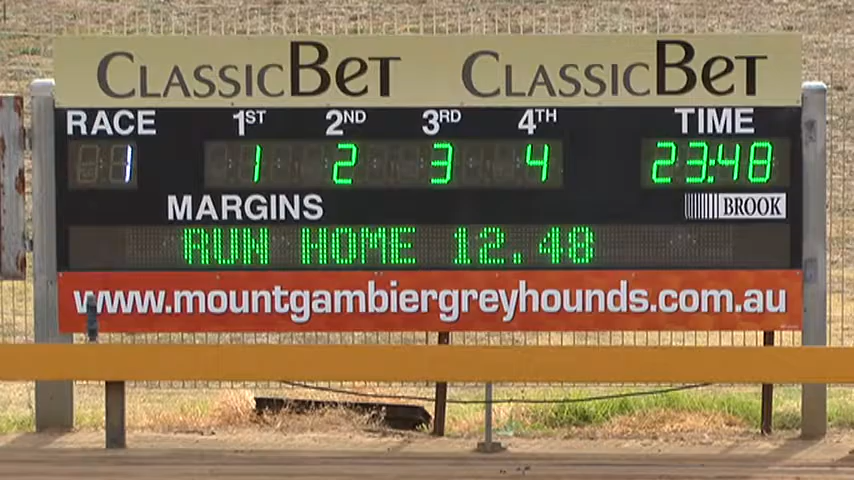 CLASSICBET CLASSICBET
RACE 1ST 2ND 3RD 4TH TIME
1 1 2 3 4 23:48
MARGINS BROOK
RUN HOME 12.48
www.mountgambiergreyhounds.com.au